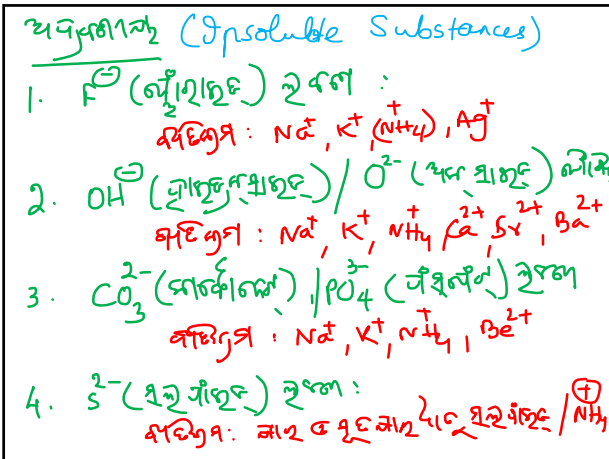 ଅଦ୍ରବଣୀୟ (Insoluble Substances)
1. F⊖ (ଫ୍ଲୋରାଇଡ୍) ଲବଣ :
ବ୍ୟତିକ୍ରମ : Na⁺, K⁺, (NH₄)⁺, Ag⁺
2. OH⊖ (ହାଇଡ୍ରକ୍ସାଇଡ୍) / O²⁻ (ଅକ୍ସାଇଡ୍)
ବ୍ୟତିକ୍ରମ : Na⁺, K⁺, NH₄⁺, Ca²⁺, Sr²⁺, Ba²⁺
3. CO₃²⁻ (କାର୍ବୋନେଟ୍) / PO₄³⁻ (ଫସ୍ଫେଟ୍) ଲବଣ
ବ୍ୟତିକ୍ରମ : Na⁺, K⁺, NH₄⁺, Be²⁺
4. S²⁻ (ସଲଫାଇଡ୍) ଲବଣ :
ବ୍ୟତିକ୍ରମ : କ୍ଷାର ଓ ମୃତକ୍ଷାର ଧାତୁ ସଲଫାଇଡ୍ / NH₄⊕